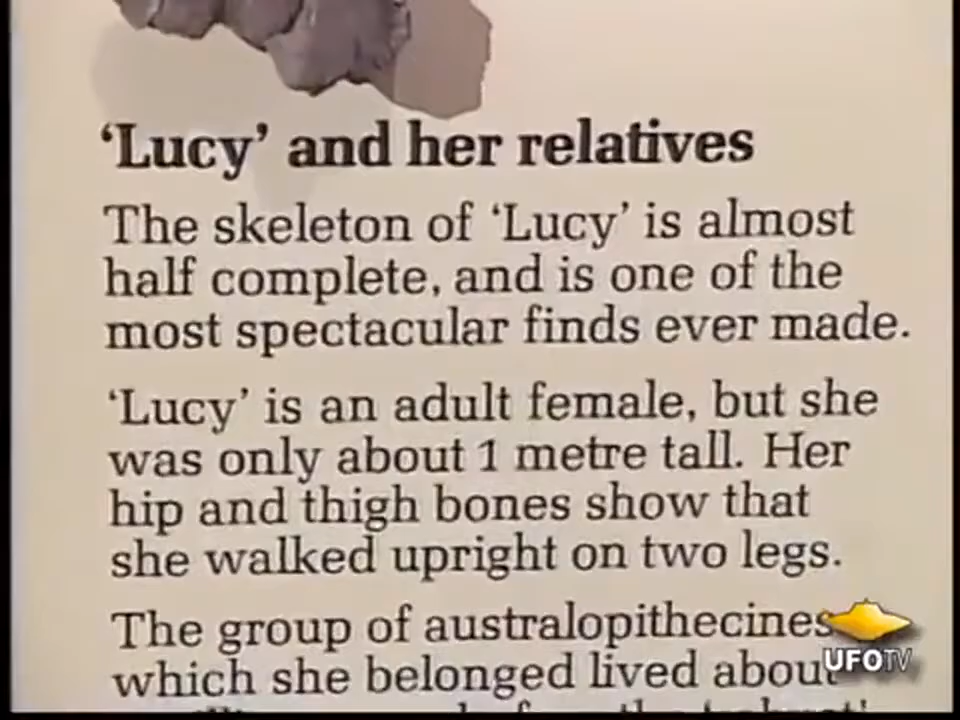 ‘Lucy’ and her relatives
The skeleton of ‘Lucy’ is almost
half complete, and is one of the
most spectacular finds ever made.
‘Lucy’ is an adult female, but she
was only about 1 metre tall. Her
hip and thigh bones show that
she walked upright on two legs.
The group of australopithecines
which she belonged lived about
UFOTV